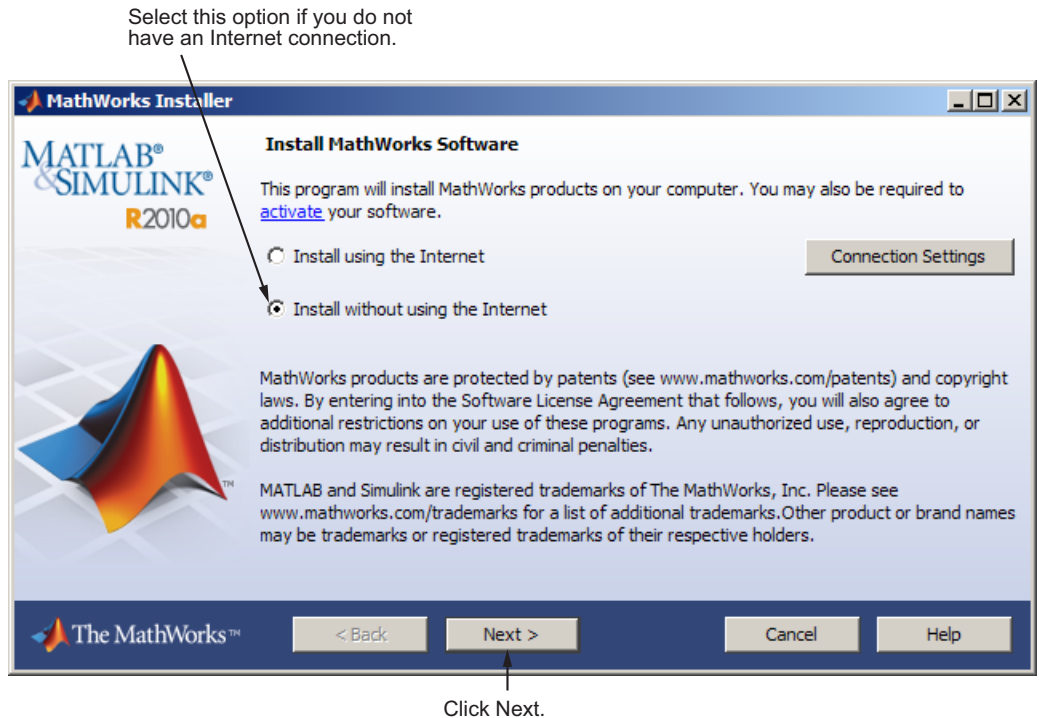 Select this option if you do not
have an Internet connection.
MathWorks Installer
MATLAB®
&SIMULINK®
R2010a
Install MathWorks Software
This program will install MathWorks products on your computer. You may also be required to
activate your software.
Install using the Internet
Connection Settings
Install without using the Internet
MathWorks products are protected by patents (see www.mathworks.com/patents) and copyright
laws. By entering into the Software License Agreement that follows, you will also agree to
additional restrictions on your use of these programs. Any unauthorized use, reproduction, or
distribution may result in civil and criminal penalties.
TM
MATLAB and Simulink are registered trademarks of The MathWorks, Inc. Please see
www.mathworks.com/trademarks for a list of additional trademarks.Other product or brand names
may be trademarks or registered trademarks of their respective holders.
The MathWorks™
< Back
Next >
Cancel
Help
Click Next.